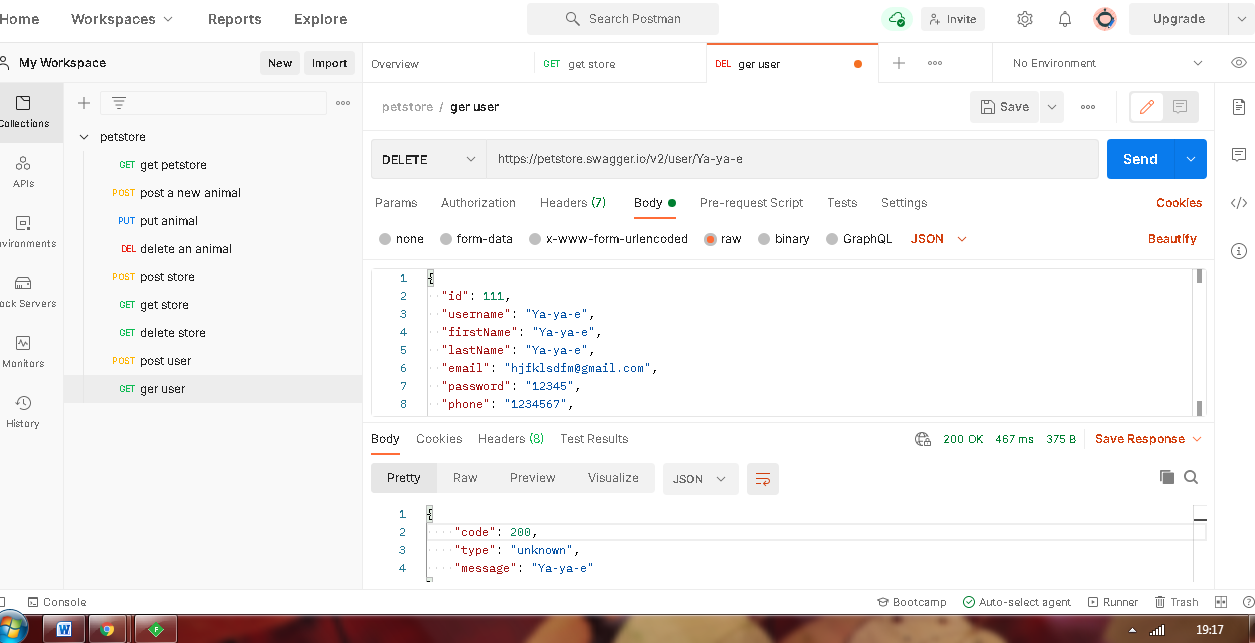 Home Workspaces Reports Explore Search Postman Invite Upgrade
My Workspace New Import Overview GET get store DEL ger user No Environment
petstore / ger user Save
Collections
petstore
GET get petstore
POST post a new animal
PUT put animal
DEL delete an animal
POST post store
GET get store
GET delete store
POST post user
GET ger user
APIs
nvironments
ock Servers
Monitors
History
DELETE https://petstore.swagger.io/v2/user/Ya-ya-e Send
Params Authorization Headers (7) Body Pre-request Script Tests Settings Cookies
none form-data x-www-form-urlencoded raw binary GraphQL JSON Beautify
1 {
2 "id": 111,
3 "username": "Ya-ya-e",
4 "firstName": "Ya-ya-e",
5 "lastName": "Ya-ya-e",
6 "email": "hjfklsdfm@gmail.com",
7 "password": "12345",
8 "phone": "1234567",
Body Cookies Headers (8) Test Results 200 OK 467 ms 375 B Save Response
Pretty Raw Preview Visualize JSON
1 {
2 "code": 200,
3 "type": "unknown",
4 "message": "Ya-ya-e"
Console Bootcamp Auto-select agent Runner Trash
19:17